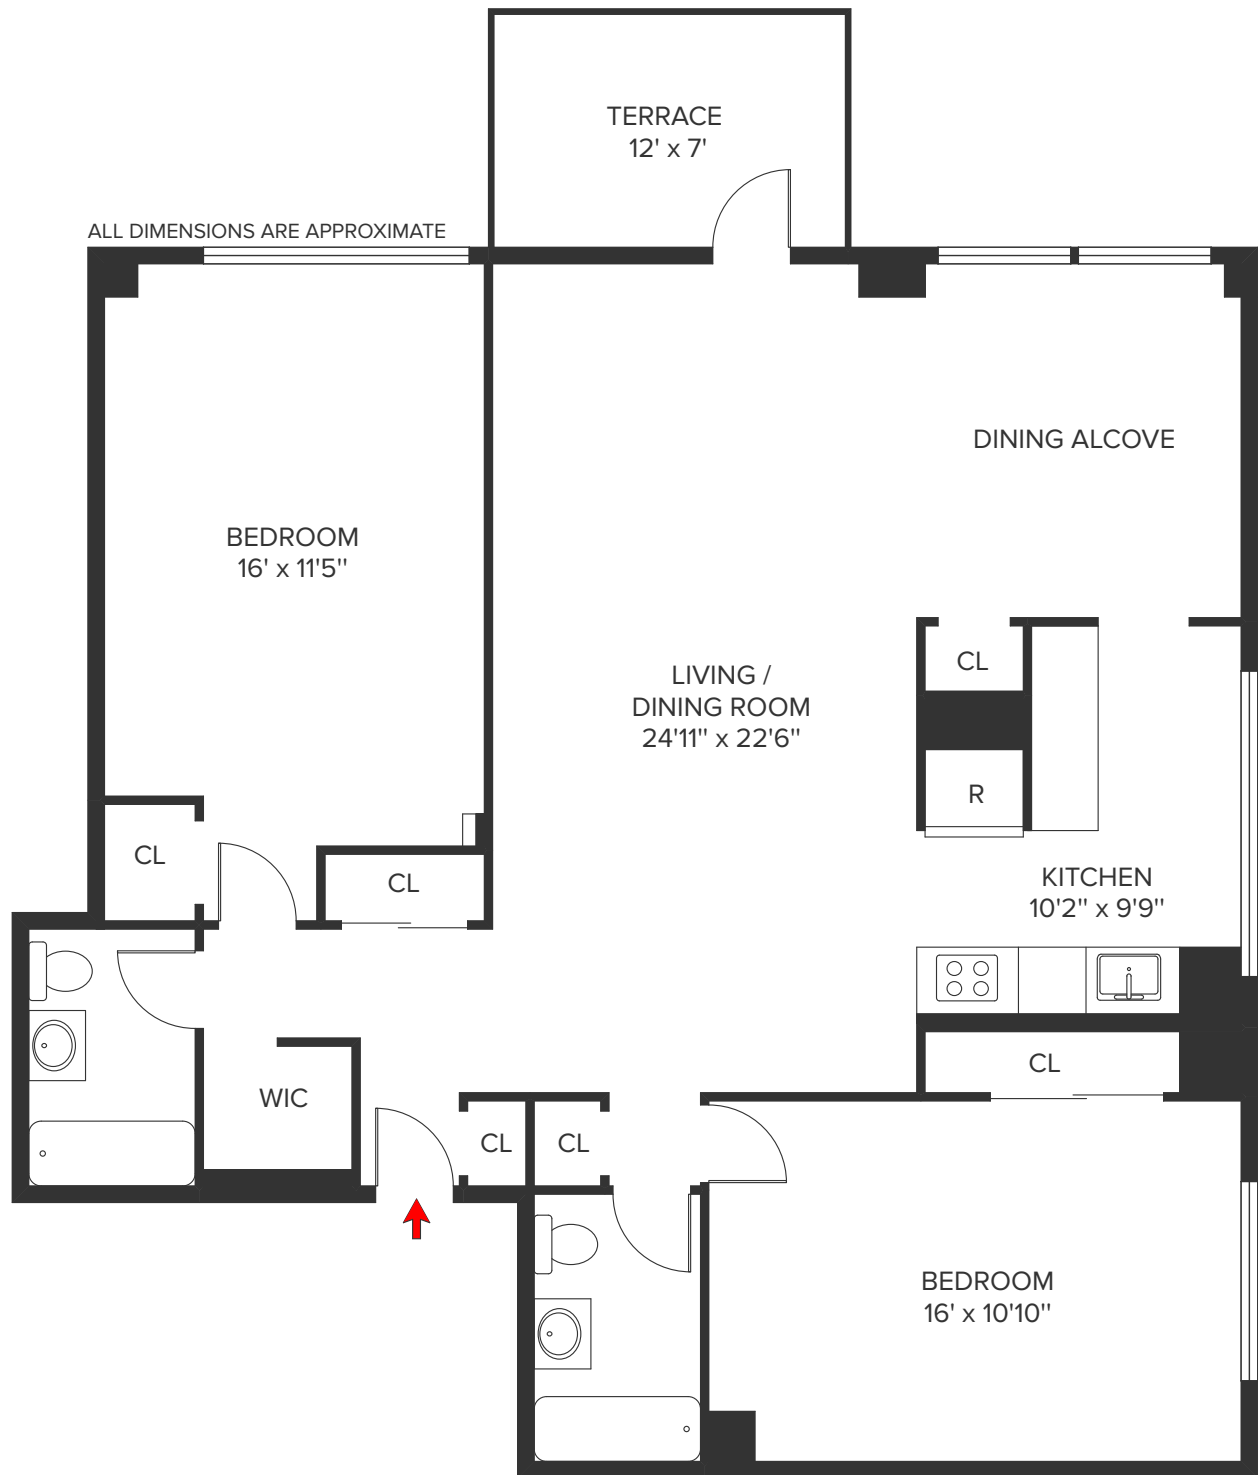 TERRACE
12' x 7'
ALL DIMENSIONS ARE APPROXIMATE
DINING ALCOVE
BEDROOM
16' x 11'5"
CL
LIVING /
DINING ROOM
24'11" x 22'6"
R
CL
CL
KITCHEN
10'2" x 9'9"
CL
WIC
CL
CL
BEDROOM
16' x 10'10"